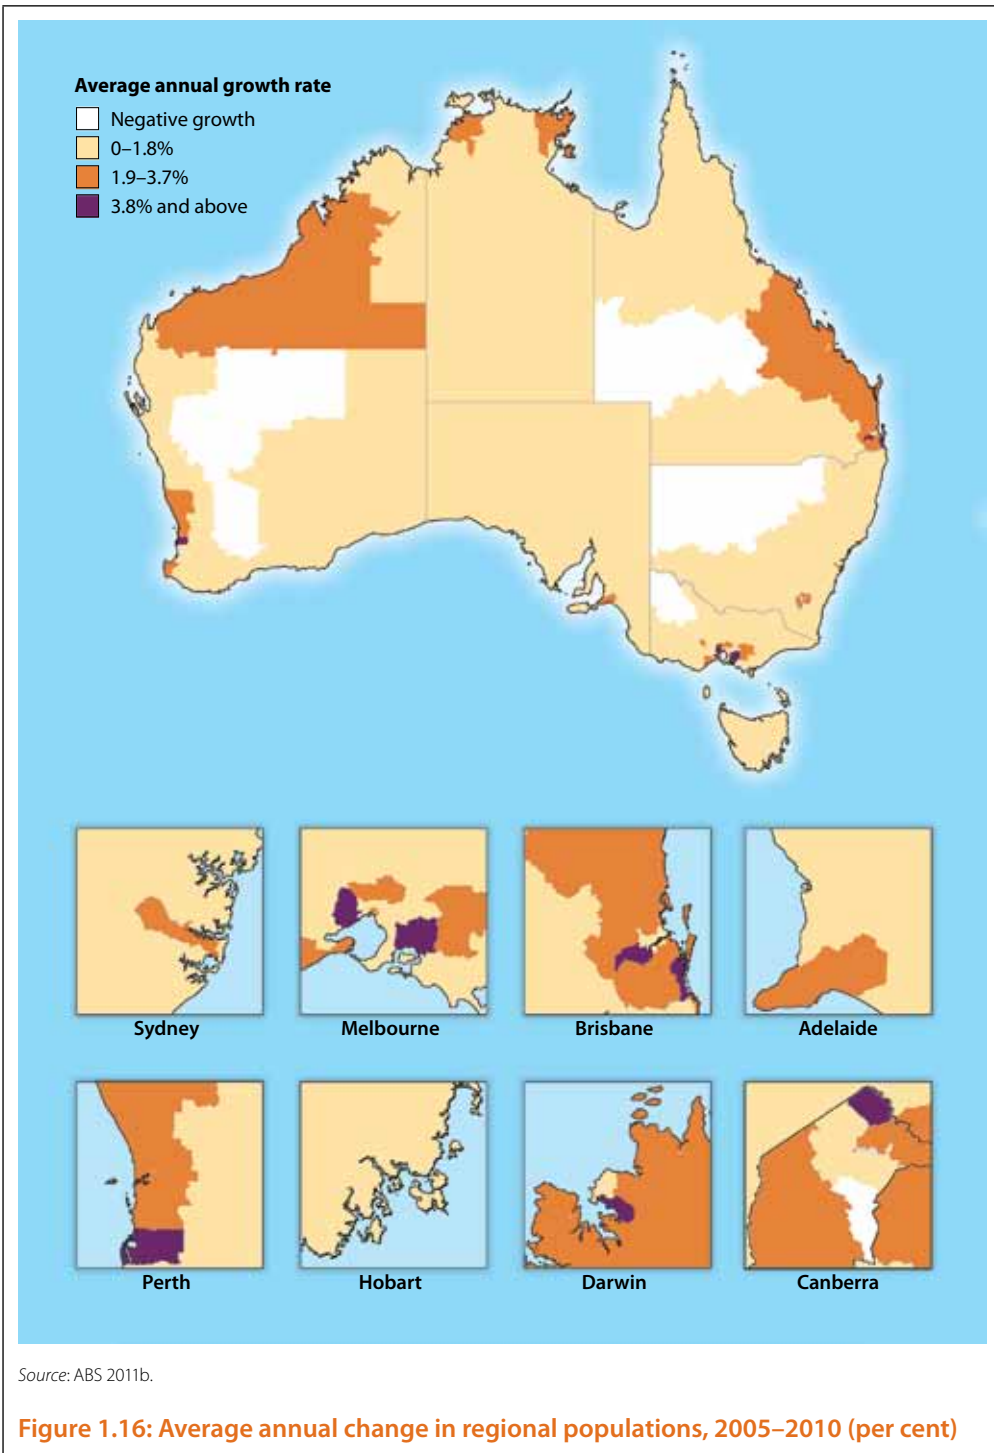 Average annual growth rate
Negative growth
0–1.8%
1.9–3.7%
3.8% and above
Sydney
Melbourne
Brisbane
Adelaide
Perth
Hobart
Darwin
Canberra
Source: ABS 2011b.
Figure 1.16: Average annual change in regional populations, 2005–2010 (per cent)